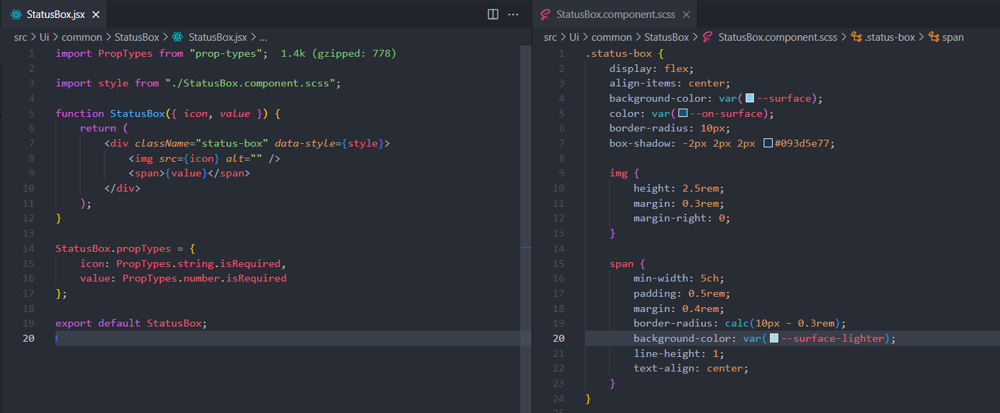 StatusBox.jsx
src > Ui > common > StatusBox > StatusBox.jsx > ...
1 import PropTypes from "prop-types"; 1.4k (gzipped: 778)
2
3 import style from "./StatusBox.component.scss";
4
5 function StatusBox({ icon, value }) {
6     return (
7         <div className="status-box" data-style={style}>
8             <img src={icon} alt="" />
9             <span>{value}</span>
10         </div>
11     );
12 }
13
14 StatusBox.propTypes = {
15     icon: PropTypes.string.isRequired,
16     value: PropTypes.number.isRequired
17 };
18
19 export default StatusBox;
20
StatusBox.component.scss
src > Ui > common > StatusBox > StatusBox.component.scss > .status-box > span
1 .status-box {
2     display: flex;
3     align-items: center;
4     background-color: var(--surface);
5     color: var(--on-surface);
6     border-radius: 10px;
7     box-shadow: -2px 2px 2px #093d5e77;
8
9     img {
10         height: 2.5rem;
11         margin: 0.3rem;
12         margin-right: 0;
13     }
14
15     span {
16         min-width: 5ch;
17         padding: 0.5rem;
18         margin: 0.4rem;
19         border-radius: calc(10px - 0.3rem);
20         background-color: var(--surface-lighter);
21         line-height: 1;
22         text-align: center;
23     }
24 }
25